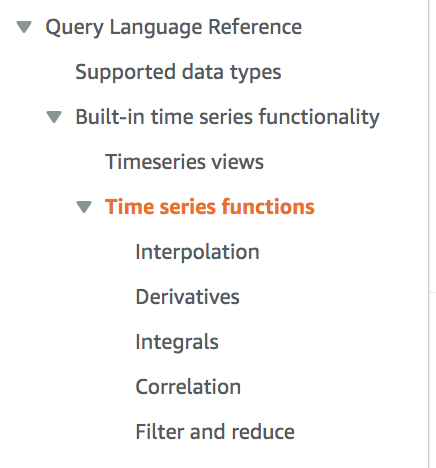 Query Language Reference
Supported data types
Built-in time series functionality
Timeseries views
Time series functions
Interpolation
Derivatives
Integrals
Correlation
Filter and reduce